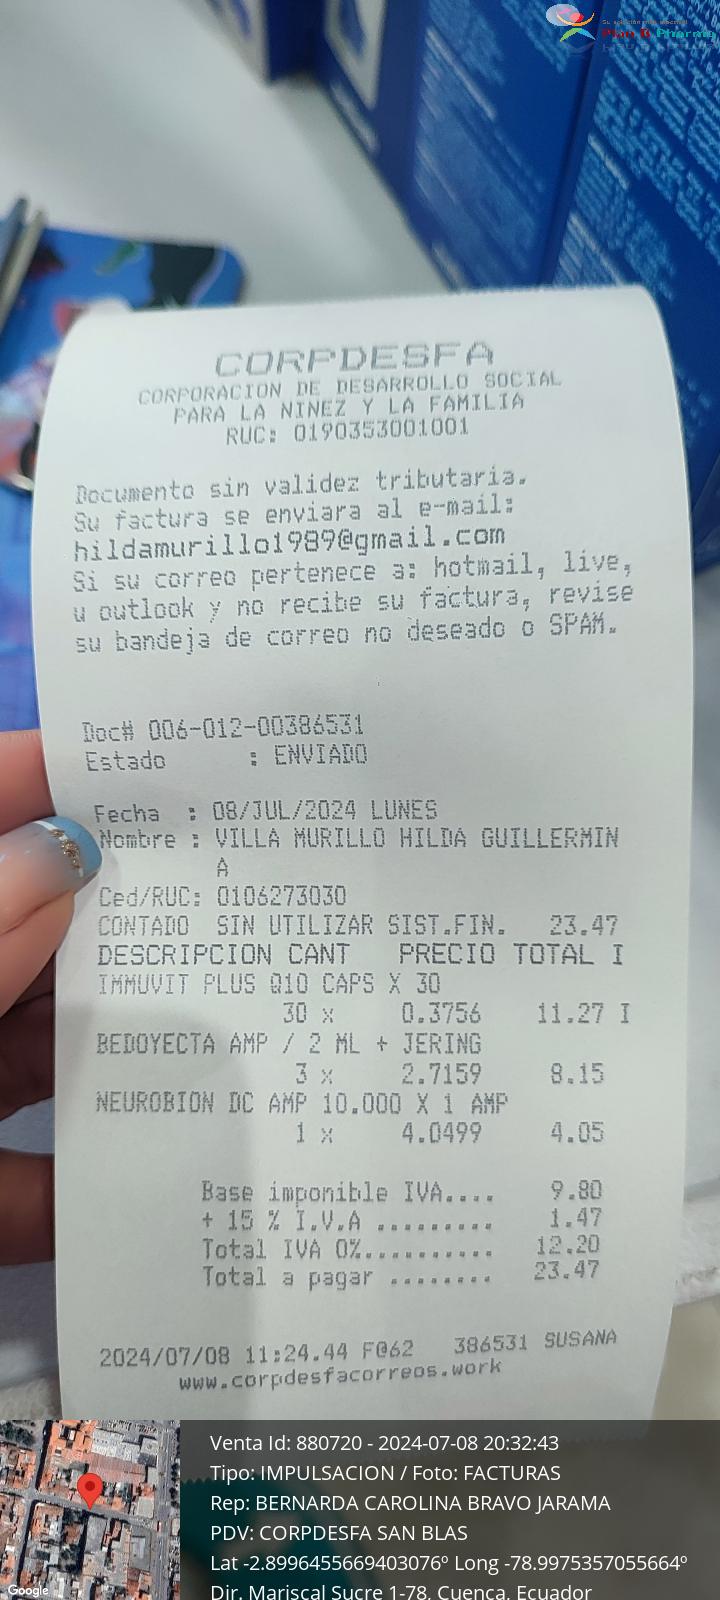 Plan B Pharma
CORPDESFA
CORPORACION DE DESARROLLO SOCIAL
PARA LA NINEZ Y LA FAMILIA
RUC: 0190353001001
Documento sin validez tributaria.
Su factura se enviara al e-mail:
hildamurillo1989@gmail.com
Si su correo pertenece a: hotmail, live,
u outlook y no recibe su factura, revise
su bandeja de correo no deseado o SPAM.
Doc# 006-012-00386531
Estado : ENVIADO
Fecha : 08/JUL/2024 LUNES
Nombre : VILLA MURILLO HILDA GUILLERMIN
A
Ced/RUC: 0106273030
CONTADO SIN UTILIZAR SIST.FIN. 23.47
DESCRIPCION CANT PRECIO TOTAL I
IMMUVIT PLUS Q10 CAPS X 30
30 x 0.3756 11.27 I
BEDOYECTA AMP / 2 ML + JERING
3 x 2.7159 8.15
NEUROBION DC AMP 10.000 X 1 AMP
1 x 4.0499 4.05
Base imponible IVA.... 9.80
+ 15 % I.V.A ......... 1.47
Total IVA 0%........... 12.20
Total a pagar ........ 23.47
2024/07/08 11:24.44 F@62 386531 SUSANA
www.corpdesfacorreos.work
Venta Id: 880720 - 2024-07-08 20:32:43
Tipo: IMPULSACION / Foto: FACTURAS
Rep: BERNARDA CAROLINA BRAVO JARAMA
PDV: CORPDESFA SAN BLAS
Lat -2.8996455669403076º Long -78.9975357055664º
Dir. Mariscal Sucre 1-78, Cuenca, Ecuador
Google